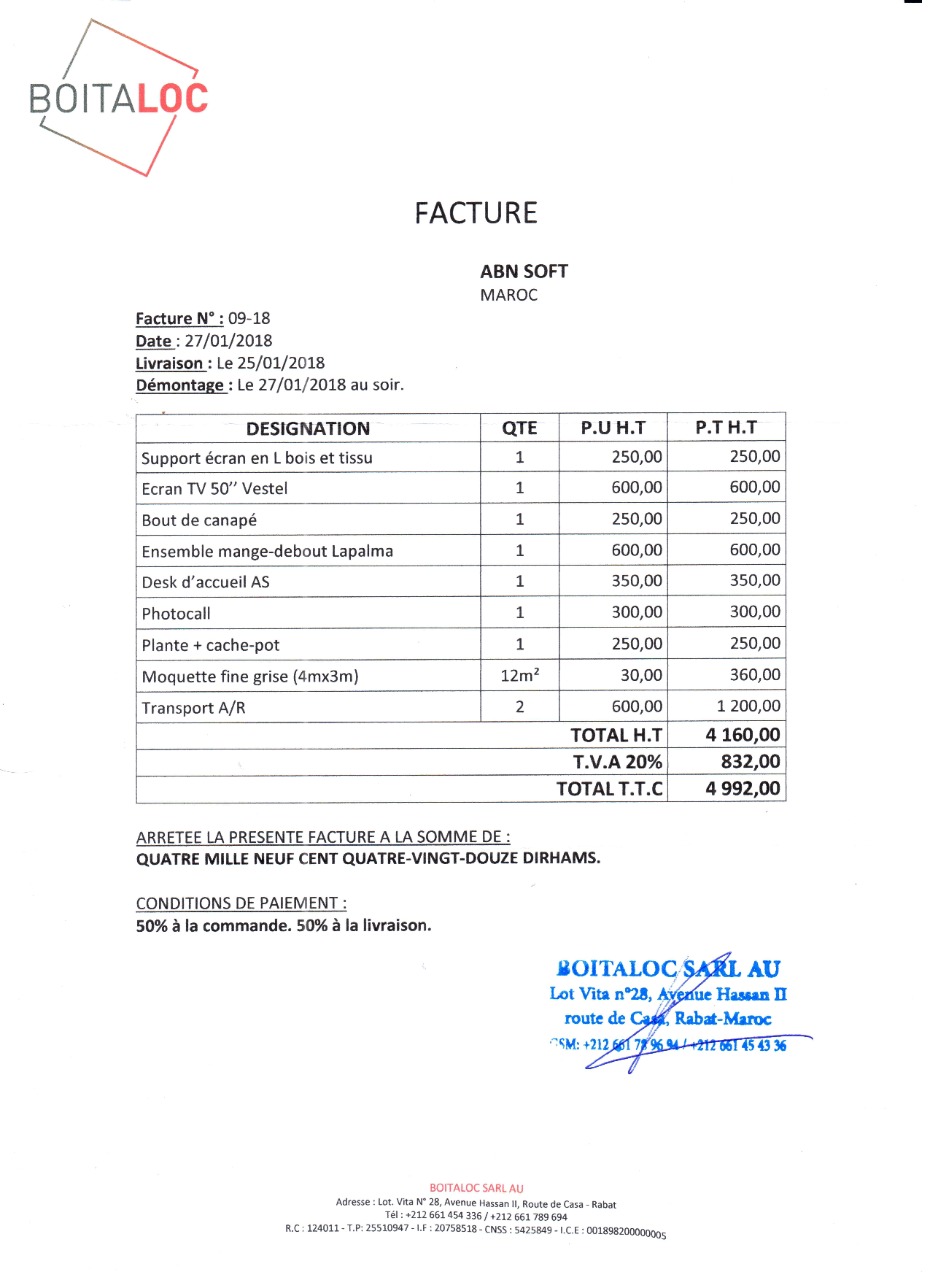 BOITALOC
FACTURE
ABN SOFT
MAROC
Facture N° : 09-18
Date : 27/01/2018
Livraison : Le 25/01/2018
Démontage : Le 27/01/2018 au soir.
DESIGNATION QTE P.U H.T P.T H.T
Support écran en L bois et tissu 1 250,00 250,00
Ecran TV 50’’ Vestel 1 600,00 600,00
Bout de canapé 1 250,00 250,00
Ensemble mange-debout Lapalma 1 600,00 600,00
Desk d’accueil AS 1 350,00 350,00
Photocall 1 300,00 300,00
Plante + cache-pot 1 250,00 250,00
Moquette fine grise (4mx3m) 12m² 30,00 360,00
Transport A/R 2 600,00 1 200,00
TOTAL H.T 4 160,00
T.V.A 20% 832,00
TOTAL T.T.C 4 992,00
ARRETEE LA PRESENTE FACTURE A LA SOMME DE :
QUATRE MILLE NEUF CENT QUATRE-VINGT-DOUZE DIRHAMS.
CONDITIONS DE PAIEMENT :
50% à la commande. 50% à la livraison.
BOITALOC SARL AU
Lot Vita n°28, Avenue Hassan II
route de Casa, Rabat-Maroc
GSM: +212 661 78 96 94 / +212 661 45 43 36
BOITALOC SARL AU
Adresse : Lot. Vita N° 28, Avenue Hassan II, Route de Casa - Rabat
Tél : +212 661 454 336 / +212 661 789 694
R.C : 124011 - T.P: 25510947 - I.F : 20758518 - CNSS : 5425849 - I.C.E :